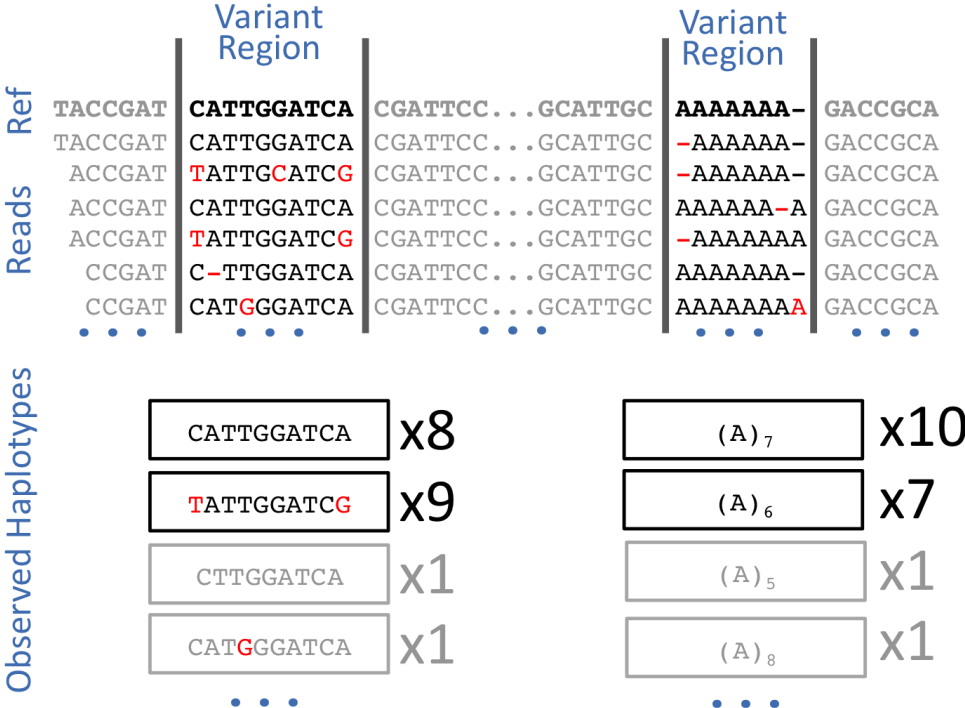 Variant Region
Variant Region
Ref
TACCGAT CATTGGATCA CGATTCC...GCATTGC AAAAAAA- GACCGCA
Reads
TACCGAT CATTGGATCA CGATTCC...GCATTGC -AAAAAA- GACCGCA
ACCGAT TATTGCATCG CGATTCC...GCATTGC -AAAAAA- GACCGCA
ACCGAT CATTGGATCA CGATTCC...GCATTGC AAAAAA-A GACCGCA
ACCGAT TATTGGATCG CGATTCC...GCATTGC -AAAAAAA GACCGCA
CCGAT C-TTGGATCA CGATTCC...GCATTGC AAAAAAA- GACCGCA
CCGAT CATGGGATCA CGATTCC...GCATTGC AAAAAAAA GACCGCA
Observed Haplotypes
CATTGGATCA x8 (A)₇ x10
TATTGGATCG x9 (A)₆ x7
CTTGGATCA x1 (A)₅ x1
CATGGGATCA x1 (A)₈ x1